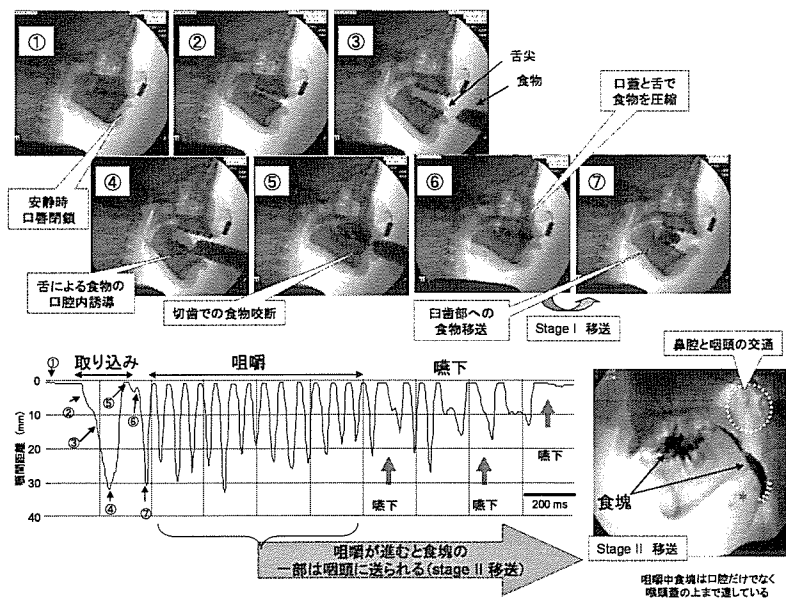 ①
②
③
舌尖
食物
口蓋と舌で
食物を圧縮
④
⑤
⑥
⑦
安静時
口唇閉鎖
舌による食物の
口腔内誘導
切歯での食物咬断
臼歯部への
食物移送
Stage I 移送
鼻腔と咽頭の交通
①
取り込み
咀嚼
嚥下
0
10
20
30
40
顎間距離(mm)
②
③
④
⑤
⑥
⑦
嚥下
嚥下
嚥下
200 ms
食塊
*
Stage II 移送
咀嚼が進むと食塊の
一部は咽頭に送られる(stage II 移送)
咀嚼中食塊は口腔だけでなく
喉頭蓋の上まで達している